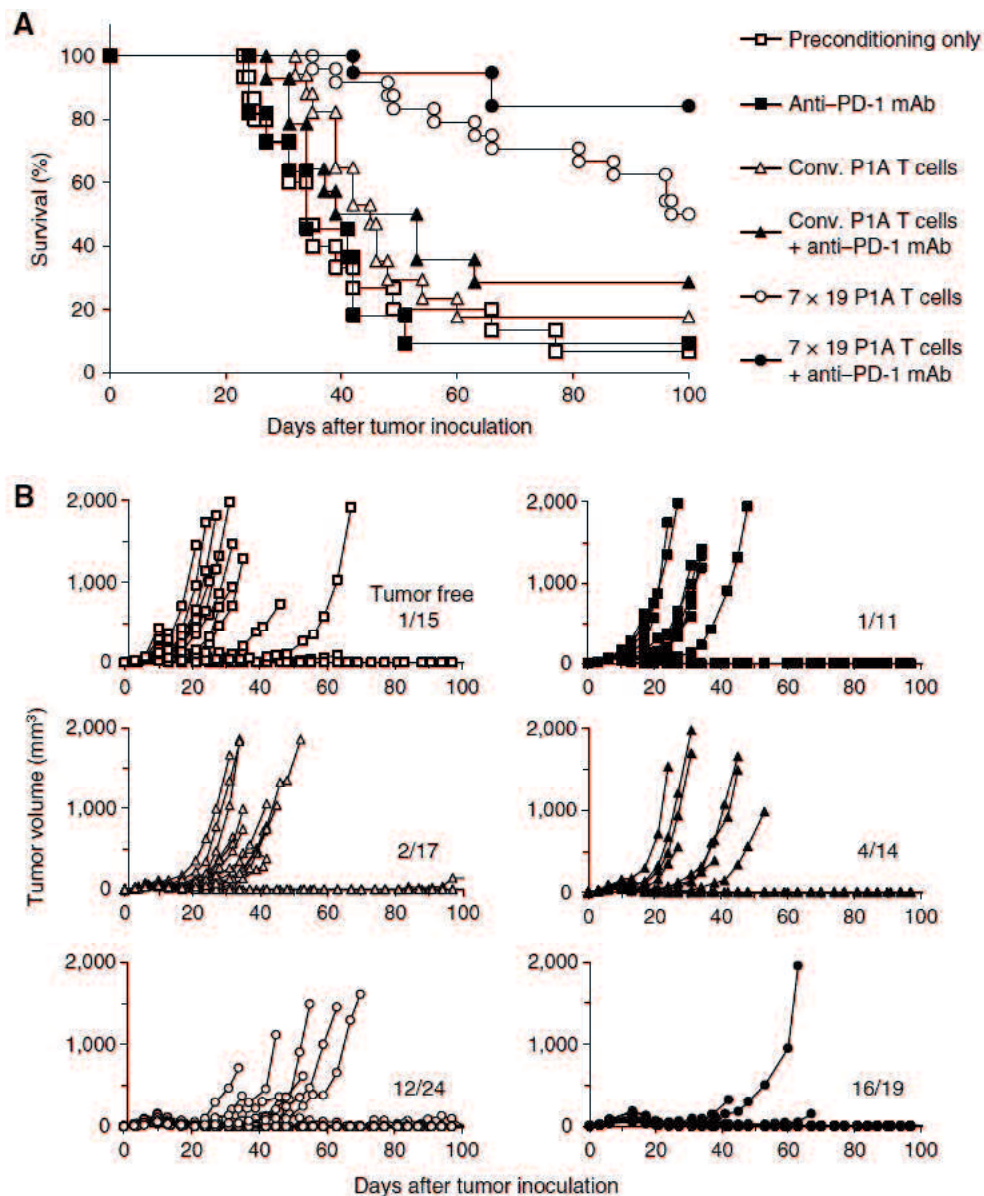 A
100
80
60
40
20
0
Survival (%)
0 20 40 60 80 100
Days after tumor inoculation
Preconditioning only
Anti–PD-1 mAb
Conv. P1A T cells
Conv. P1A T cells
+ anti–PD-1 mAb
7 × 19 P1A T cells
7 × 19 P1A T cells
+ anti–PD-1 mAb
B
Tumor volume (mm³)
2,000
1,000
0
Tumor free
1/15
0 20 40 60 80 100
2,000
1,000
0
1/11
0 20 40 60 80 100
2,000
1,000
0
2/17
0 20 40 60 80 100
2,000
1,000
0
4/14
0 20 40 60 80 100
2,000
1,000
0
12/24
0 20 40 60 80 100
2,000
1,000
0
16/19
0 20 40 60 80 100
Days after tumor inoculation